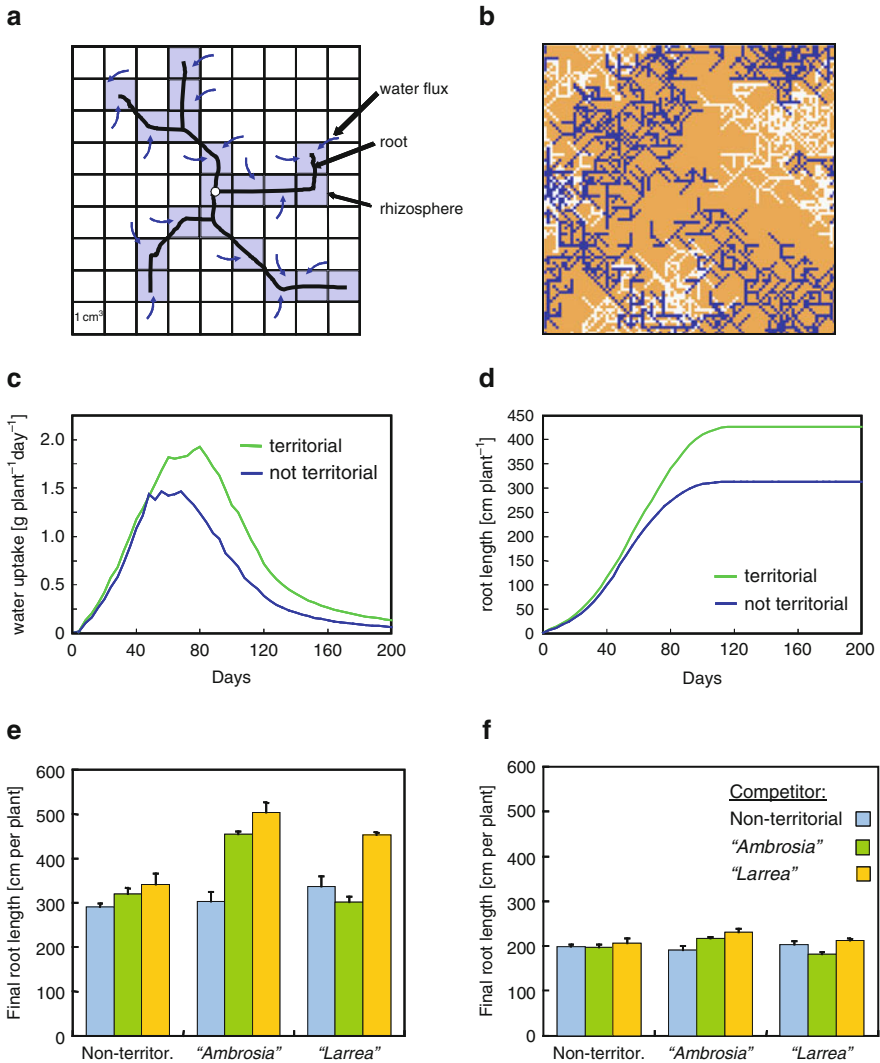 a
water flux
root
rhizosphere
1 cm³
b
c
water uptake [g plant⁻¹day⁻¹]
2.0
1.5
1.0
0.5
0
territorial
not territorial
0 40 80 120 160 200
Days
d
root length [cm plant⁻¹]
450
400
350
300
250
200
150
100
50
0
territorial
not territorial
0 40 80 120 160 200
Days
e
Final root length [cm per plant]
600
500
400
300
200
100
0
Non-territor. "Ambrosia" "Larrea"
f
Final root length [cm per plant]
600
500
400
300
200
100
0
Competitor:
Non-territorial
"Ambrosia"
"Larrea"
Non-territor. "Ambrosia" "Larrea"